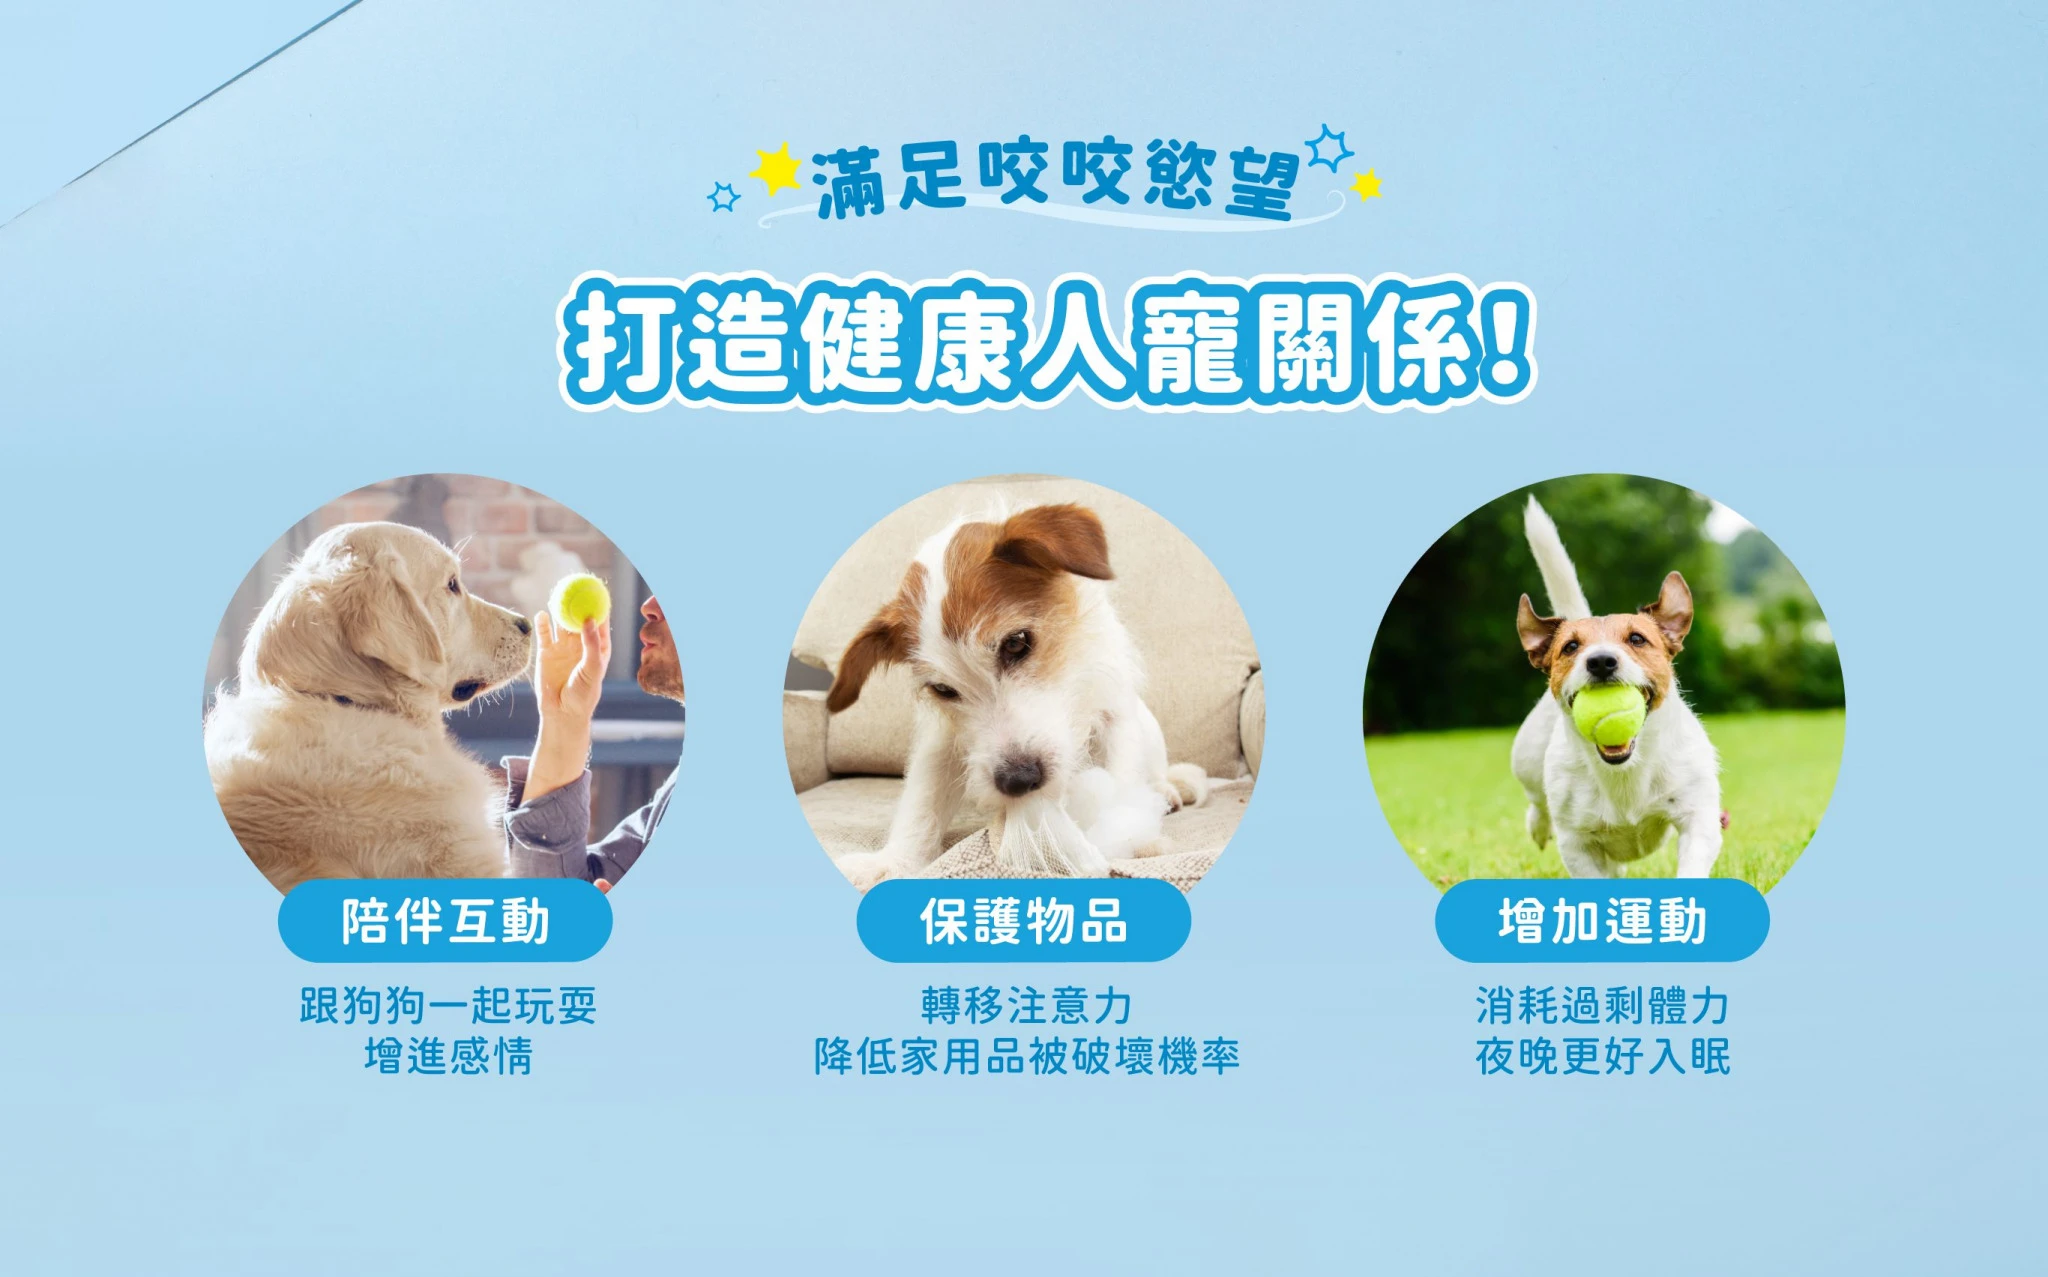 滿足咬咬慾望
打造健康人寵關係!
陪伴互動
跟狗狗一起玩耍
增進感情
保護物品
轉移注意力
降低家用品被破壞機率
增加運動
消耗過剩體力
夜晚更好入眠